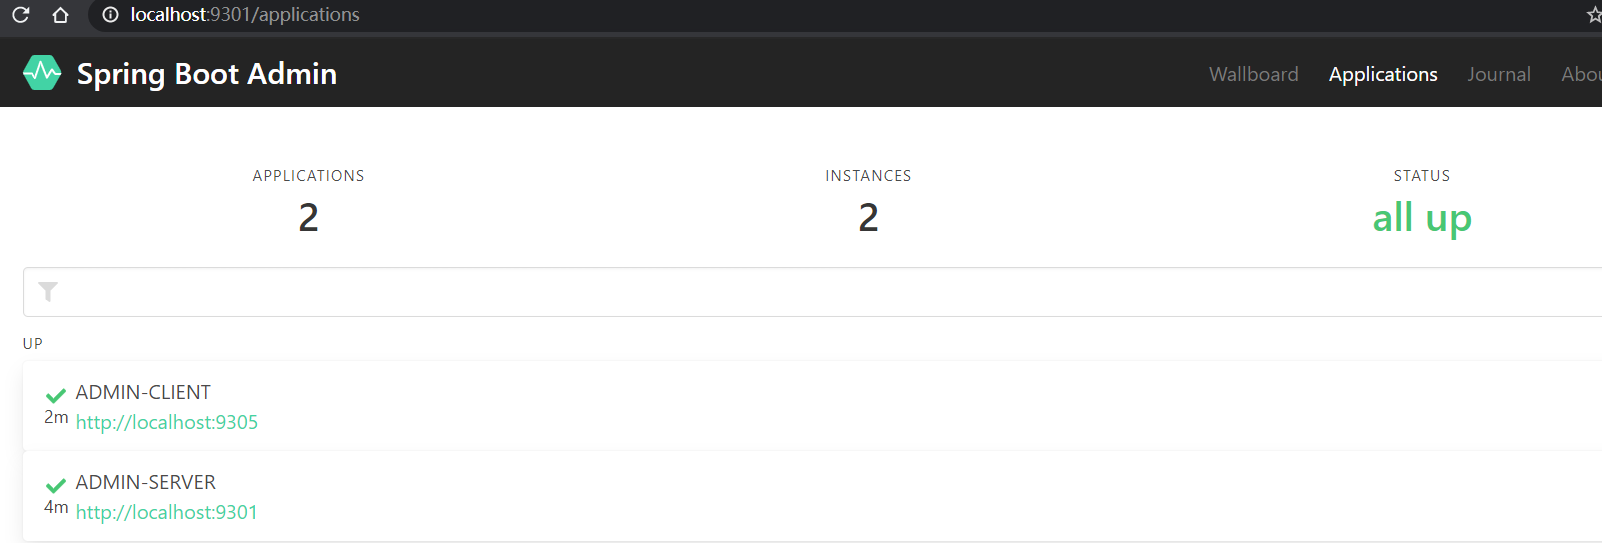 localhost:9301/applications
Spring Boot Admin
Wallboard Applications Journal
APPLICATIONS INSTANCES STATUS
2 2 all up
UP
ADMIN-CLIENT
2m http://localhost:9305
ADMIN-SERVER
4m http://localhost:9301